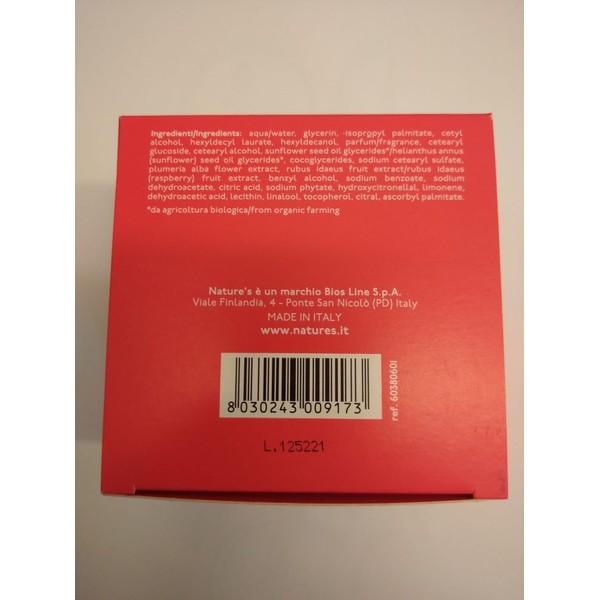 Ingredienti/Ingredients: aqua/water, glycerin, isopropyl palmitate, cetyl
alcohol, hexyldecyl laurate, hexyldecanol, parfum/fragrance, cetearyl
glucoside, cetearyl alcohol, sunflower seed oil glycerides*/helianthus annus
(sunflower) seed oil glycerides*, cocoglycerides, sodium cetearyl sulfate,
plumeria alba flower extract, rubus idaeus fruit extract/rubus idaeus
(raspberry) fruit extract, benzyl alcohol, sodium benzoate, sodium
dehydroacetate, citric acid, sodium phytate, hydroxycitronellal, limonene,
dehydroacetic acid, lecithin, linalool, tocopherol, citral, ascorbyl palmitate.
*da agricoltura biologica/from organic farming
Nature's è un marchio Bios Line S.p.A.
Viale Finlandia, 4 - Ponte San Nicolò (PD) Italy
MADE IN ITALY
www.natures.it
8 030243 009173
ref. 60380601
L.125221